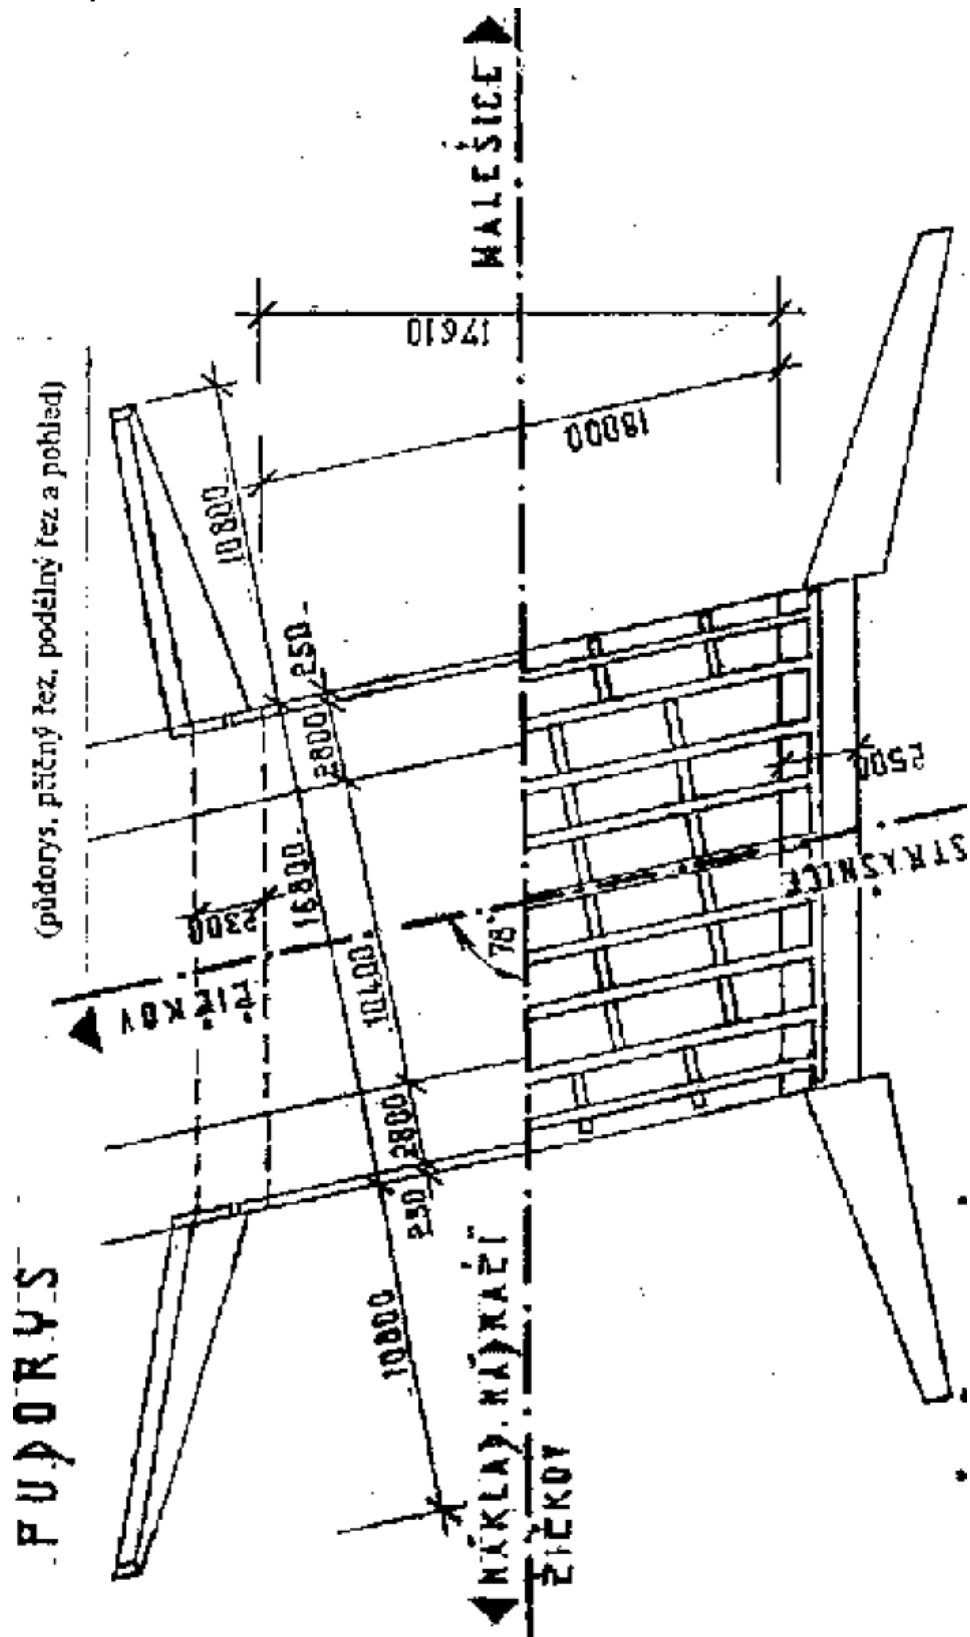 PŮDORYS
(půdorys, příčný řez, podélný řez a pohled)
ŽIŽKOV
2300
10800
250
2800
16800
10400
2800
250
10800
17610
18000
78°
2500
MALEŠICE
NÁKLAD. NÁDRAŽÍ
ŽIŽKOV
STRAŠNICE